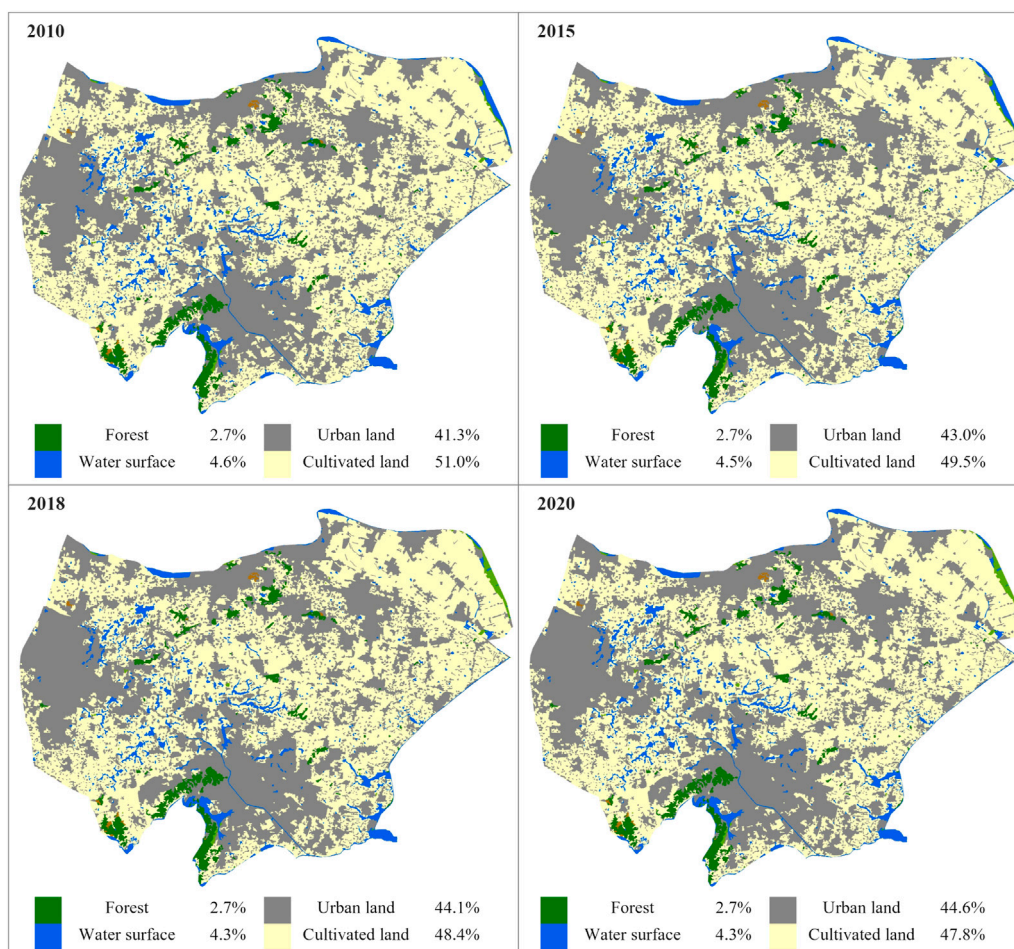 2010
Forest 2.7% Urban land 41.3%
Water surface 4.6% Cultivated land 51.0%
2015
Forest 2.7% Urban land 43.0%
Water surface 4.5% Cultivated land 49.5%
2018
Forest 2.7% Urban land 44.1%
Water surface 4.3% Cultivated land 48.4%
2020
Forest 2.7% Urban land 44.6%
Water surface 4.3% Cultivated land 47.8%